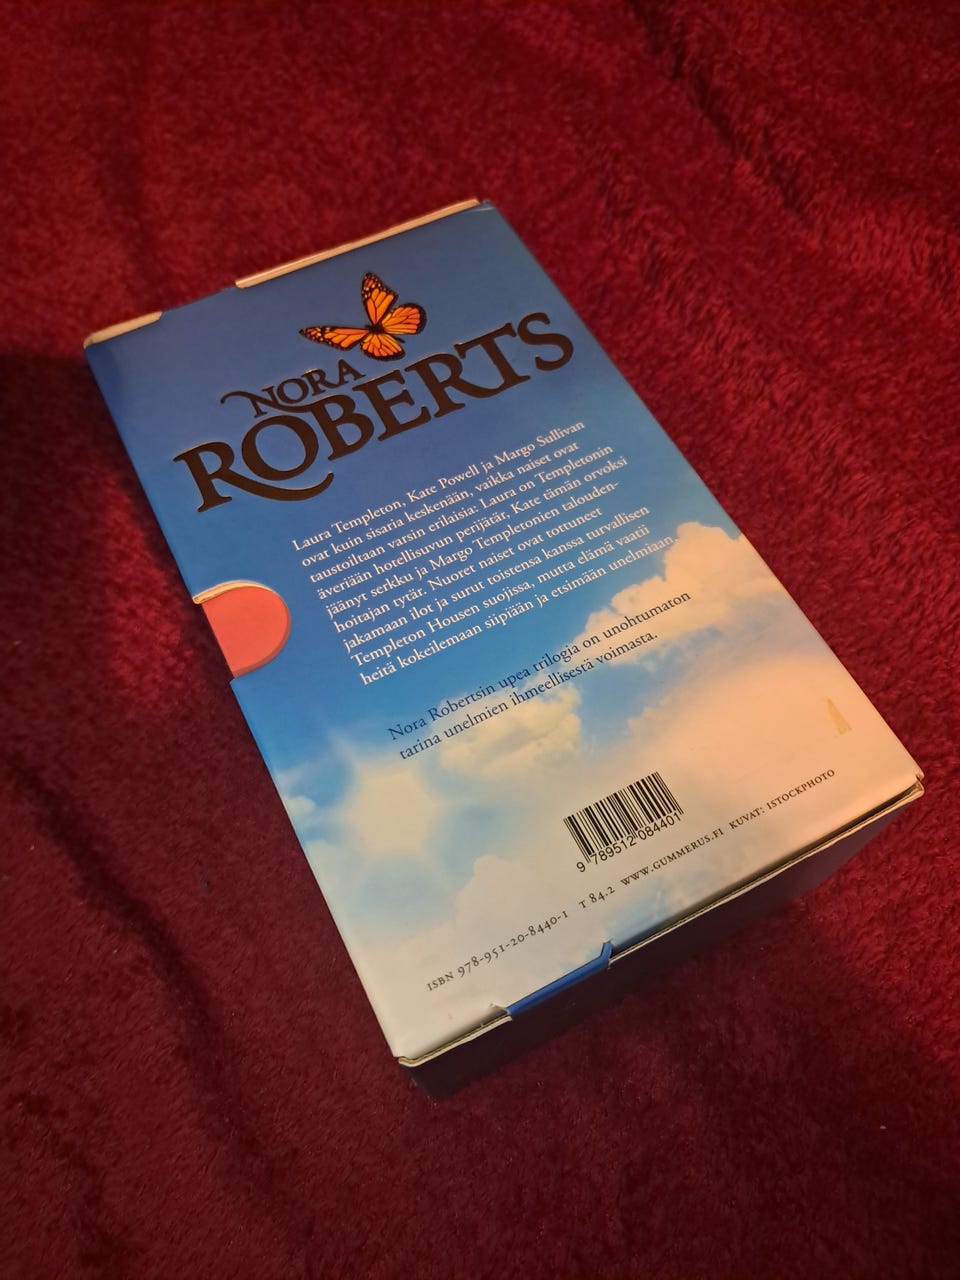 NORA
ROBERTS
Laura Templeton, Kate Powell ja Margo Sullivan
ovat kuin sisaria keskenään, vaikka naiset ovat
taustoiltaan varsin erilaisia: Laura on Templetonin
äveriään hotellisuvun perijätär, Kate tämän orvoksi
jäänyt serkku ja Margo Templetonien talouden-
hoitajan tytär. Nuoret naiset ovat tottuneet
jakamaan ilot ja surut toistensa kanssa turvallisen
Templeton Housen suojissa, mutta elämä vaatii
heitä kokeilemaan siipiään ja etsimään unelmiaan.
Nora Robertsin upea trilogia on unohtumaton
tarina unelmien ihmeellisestä voimasta.
9 789512 084401
ISBN 978-951-20-8440-1 T 84.2 WWW.GUMMERUS.FI KUVAT: ISTOCKPHOTO